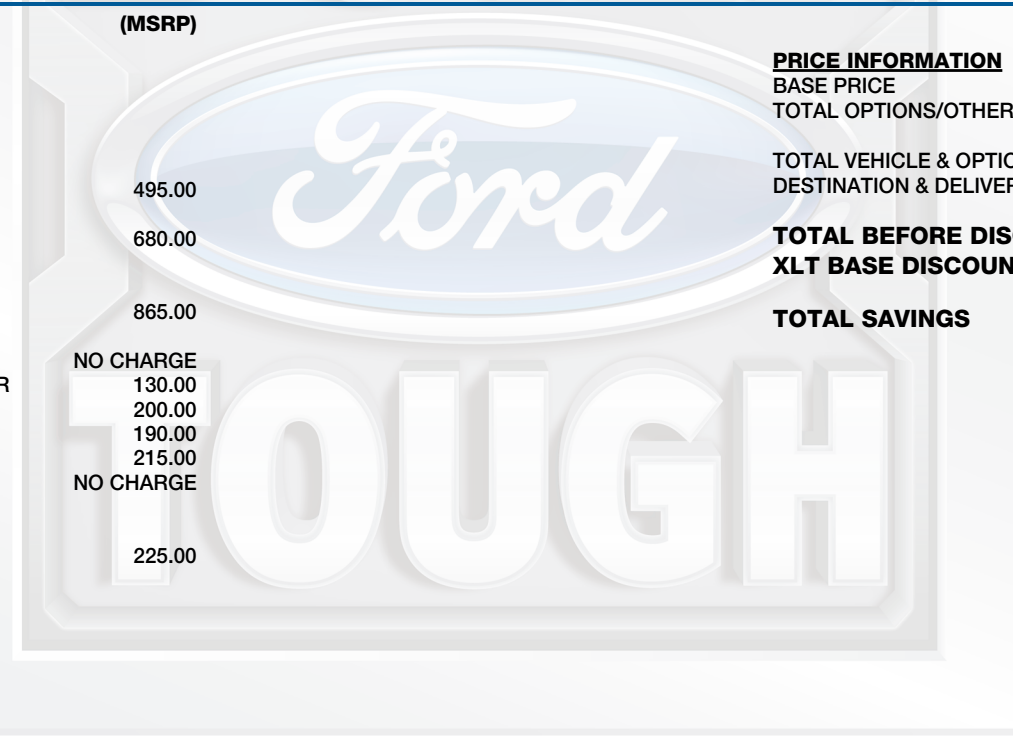 (MSRP)
495.00
680.00
865.00
NO CHARGE
R 130.00
200.00
190.00
215.00
NO CHARGE
225.00
PRICE INFORMATION
BASE PRICE
TOTAL OPTIONS/OTHER
TOTAL VEHICLE & OPTIO
DESTINATION & DELIVER
TOTAL BEFORE DIS
XLT BASE DISCOUN
TOTAL SAVINGS
Ford
TOUGH